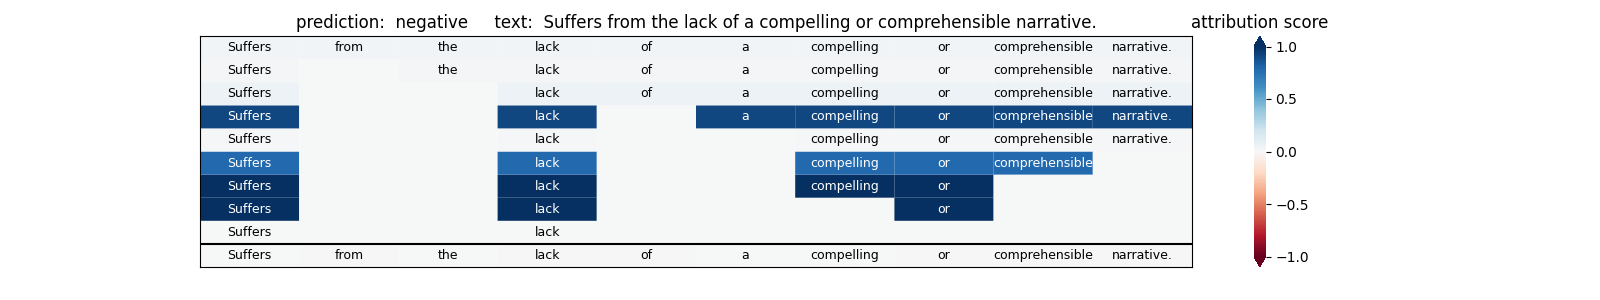 prediction:  negative     text:  Suffers from the lack of a compelling or comprehensible narrative.
attribution score
Suffers from the lack of a compelling or comprehensible narrative.
Suffers the lack of a compelling or comprehensible narrative.
Suffers lack of a compelling or comprehensible narrative.
Suffers lack a compelling or comprehensible narrative.
Suffers lack compelling or comprehensible narrative.
Suffers lack compelling or comprehensible
Suffers lack compelling or
Suffers lack or
Suffers lack
Suffers from the lack of a compelling or comprehensible narrative.
1.0
0.5
0.0
−0.5
−1.0